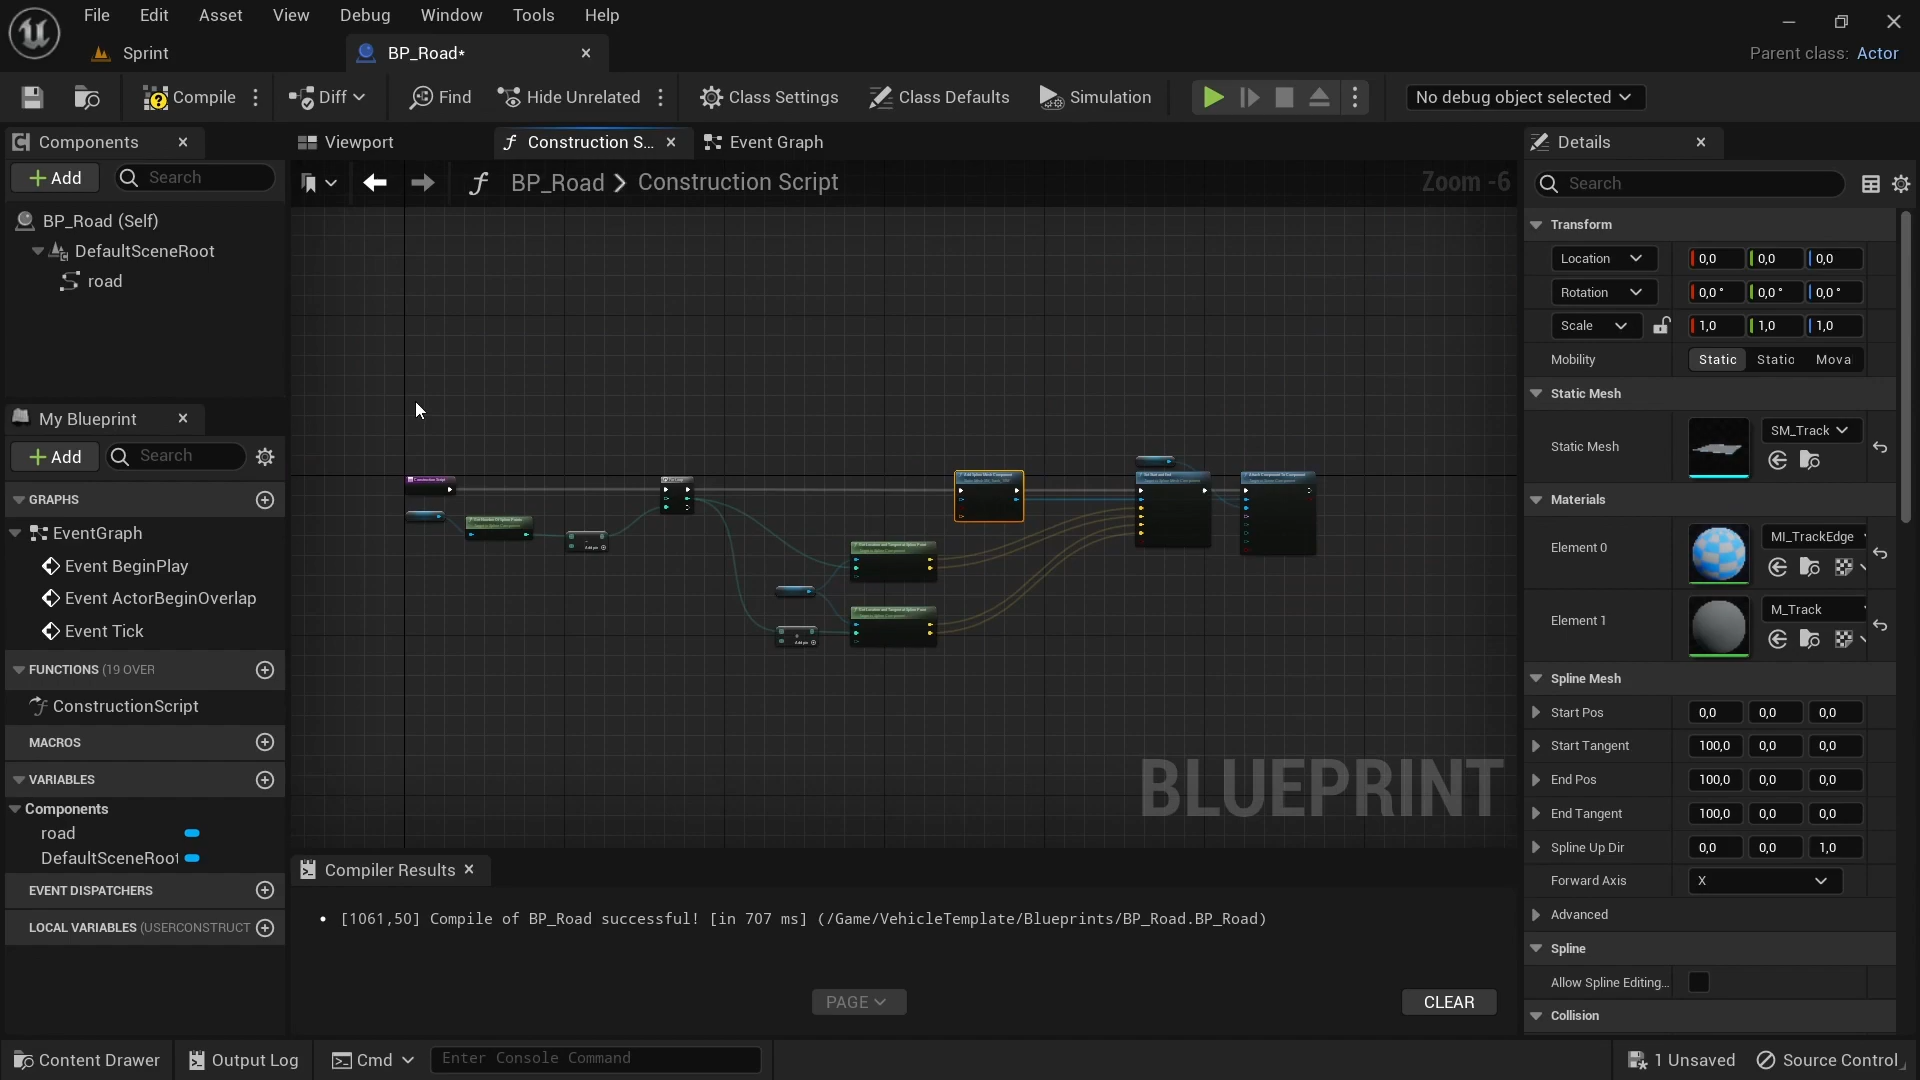 File Edit Asset View Debug Window Tools Help
Sprint
BP_Road*
Parent class: Actor
Compile
Diff
Find
Hide Unrelated
Class Settings
Class Defaults
Simulation
No debug object selected
Components
Viewport
Construction S...
Event Graph
Details
Add
Search
BP_Road > Construction Script
Zoom -6
Search
BP_Road (Self)
DefaultSceneRoot
road
Transform
Location 0,0 0,0 0,0
Rotation 0,0 ° 0,0 ° 0,0 °
Scale 1,0 1,0 1,0
Mobility Static Statio Mova
Static Mesh
Static Mesh SM_Track
Materials
Element 0 MI_TrackEdge
Element 1 M_Track
Spline Mesh
Start Pos 0,0 0,0 0,0
Start Tangent 100,0 0,0 0,0
End Pos 100,0 0,0 0,0
End Tangent 100,0 0,0 0,0
Spline Up Dir 0,0 0,0 1,0
Forward Axis X
Advanced
Spline
Allow Spline Editing...
Collision
My Blueprint
Add
Search
GRAPHS
EventGraph
Event BeginPlay
Event ActorBeginOverlap
Event Tick
FUNCTIONS (19 OVER
ConstructionScript
MACROS
VARIABLES
Components
road
DefaultSceneRoot
EVENT DISPATCHERS
LOCAL VARIABLES (USERCONSTRUCT
Construction Script
Add pin
Add pin
BLUEPRINT
Compiler Results
• [1061,50] Compile of BP_Road successful! [in 707 ms] (/Game/VehicleTemplate/Blueprints/BP_Road.BP_Road)
PAGE
CLEAR
Content Drawer
Output Log
Cmd
Enter Console Command
1 Unsaved
Source Control